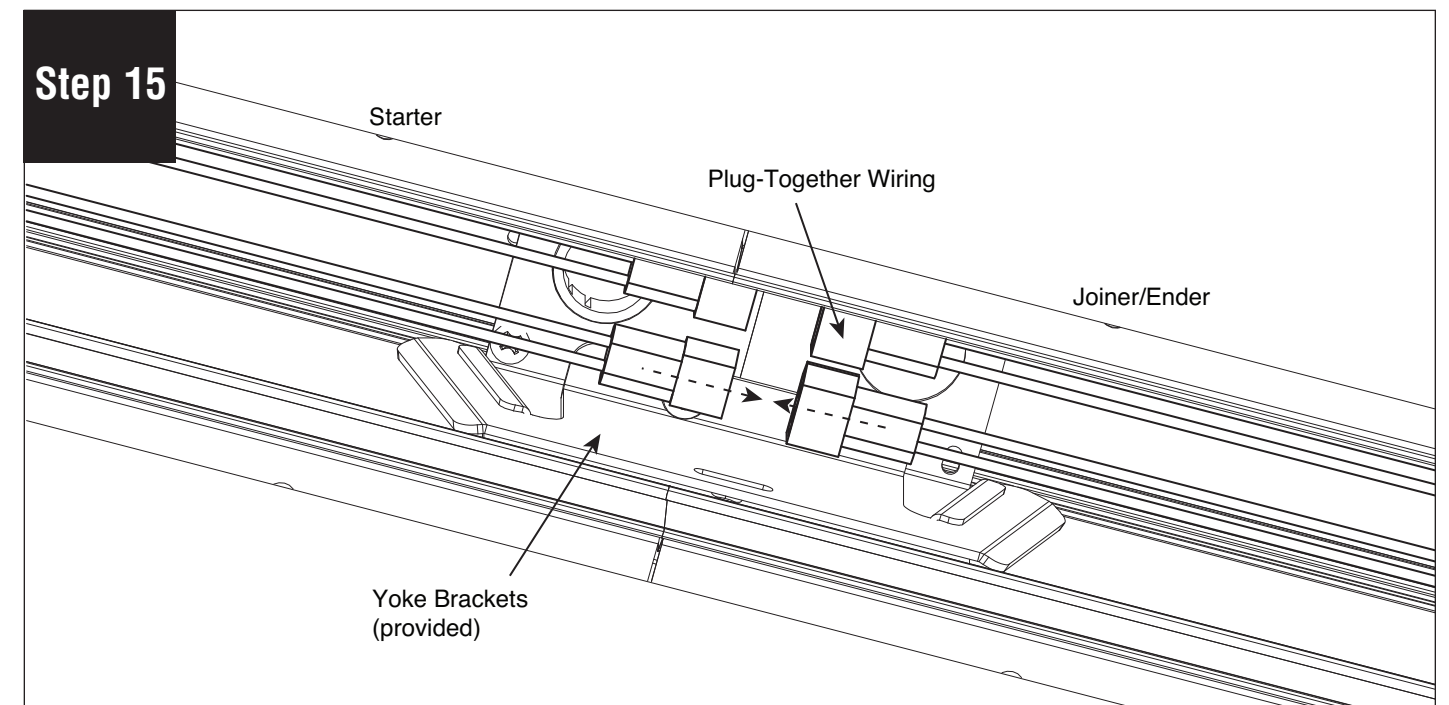 Step 15
Starter
Plug-Together Wiring
Joiner/Ender
Yoke Brackets
(provided)